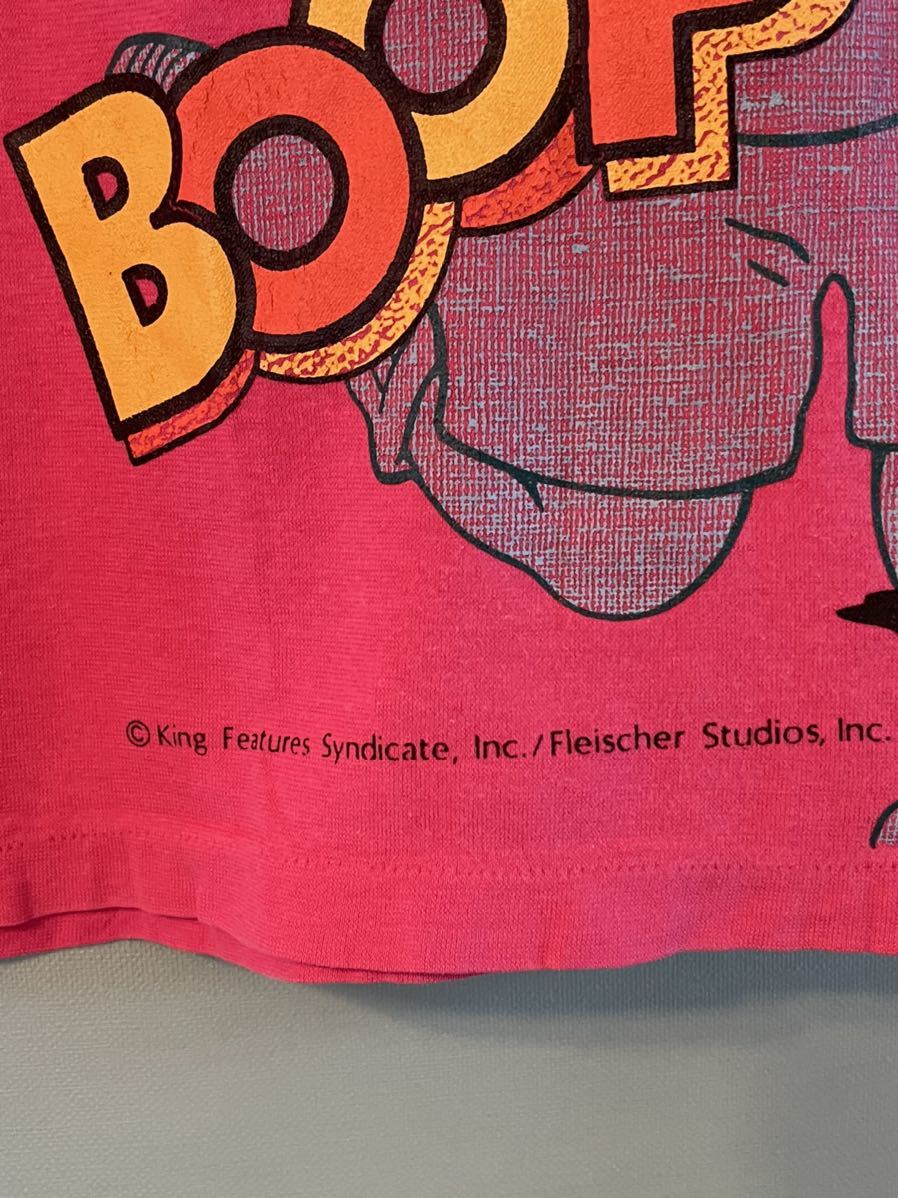 BOOP
© King Features Syndicate, Inc./Fleischer Studios, Inc.